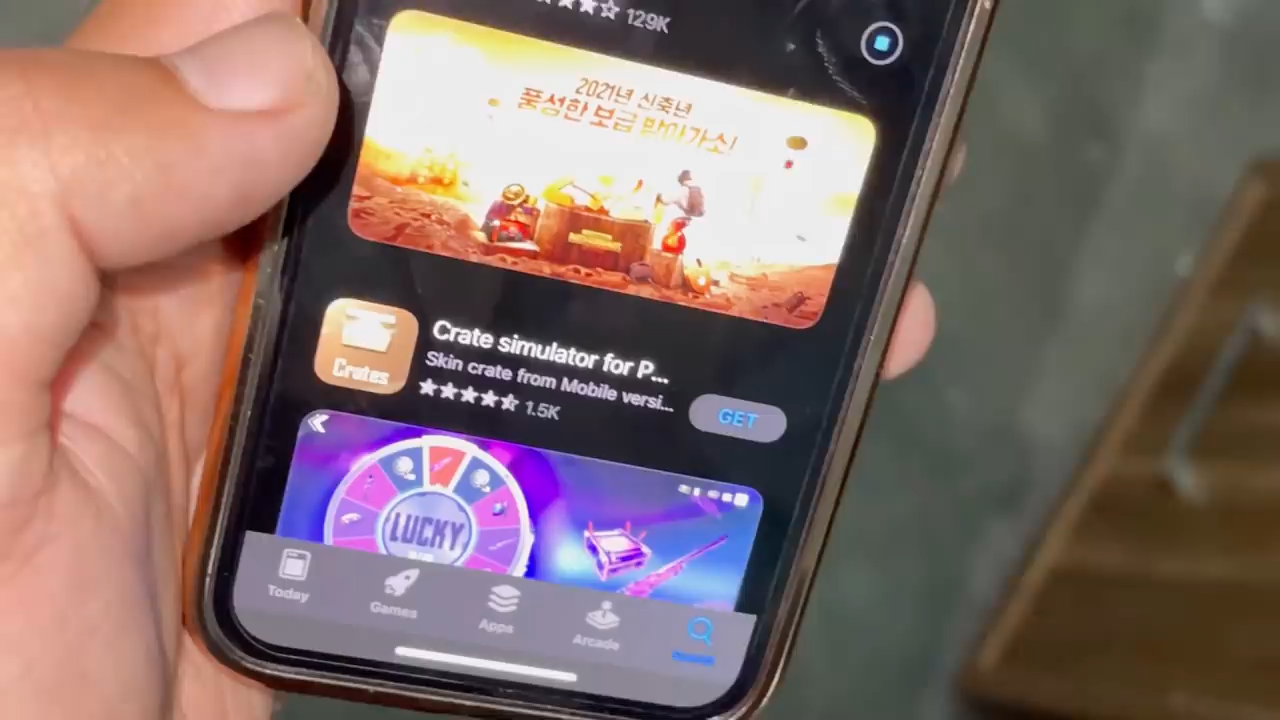 129K
2021년 신축년
풍성한 보급 받아가소!
Crates
Crate simulator for P...
Skin crate from Mobile versi...
1.5K
GET
LUCKY
Today
Games
Apps
Arcade
Search